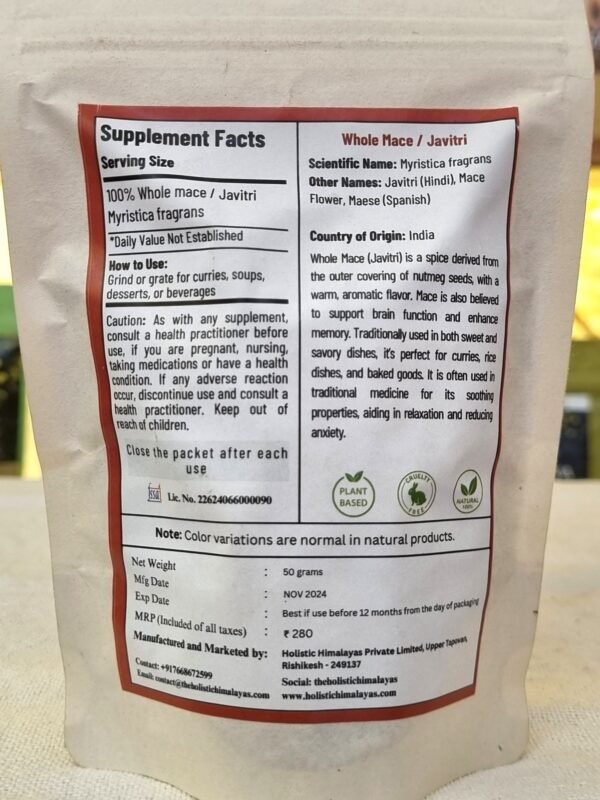 Supplement Facts
Serving Size
100% Whole mace / Javitri
Myristica fragrans
*Daily Value Not Established
How to Use:
Grind or grate for curries, soups,
desserts, or beverages
Caution: As with any supplement,
consult a health practitioner before
use, if you are pregnant, nursing,
taking medications or have a health
condition. If any adverse reaction
occur, discontinue use and consult a
health practitioner. Keep out of
reach of children.
Close the packet after each
use
fssai
Lic. No. 22624066000090
Whole Mace / Javitri
Scientific Name: Myristica fragrans
Other Names: Javitri (Hindi), Mace
Flower, Maese (Spanish)
Country of Origin: India
Whole Mace (Javitri) is a spice derived from
the outer covering of nutmeg seeds, with a
warm, aromatic flavor. Mace is also believed
to support brain function and enhance
memory. Traditionally used in both sweet and
savory dishes, it's perfect for curries, rice
dishes, and baked goods. It is often used in
traditional medicine for its soothing
properties, aiding in relaxation and reducing
anxiety.
PLANT
BASED
CRUELTY
FREE
NATURAL
100%
Note: Color variations are normal in natural products.
Net Weight : 50 grams
Mfg Date : NOV 2024
Exp Date : Best if use before 12 months from the day of packaging
MRP (Included of all taxes) : ₹ 280
Manufactured and Marketed by: Holistic Himalayas Private Limited, Upper Tapovan,
Rishikesh - 249137
Contact: +917668672599
Social: theholistichimalayas
Email: contact@theholistichimalayas.com
www.holistichimalayas.com